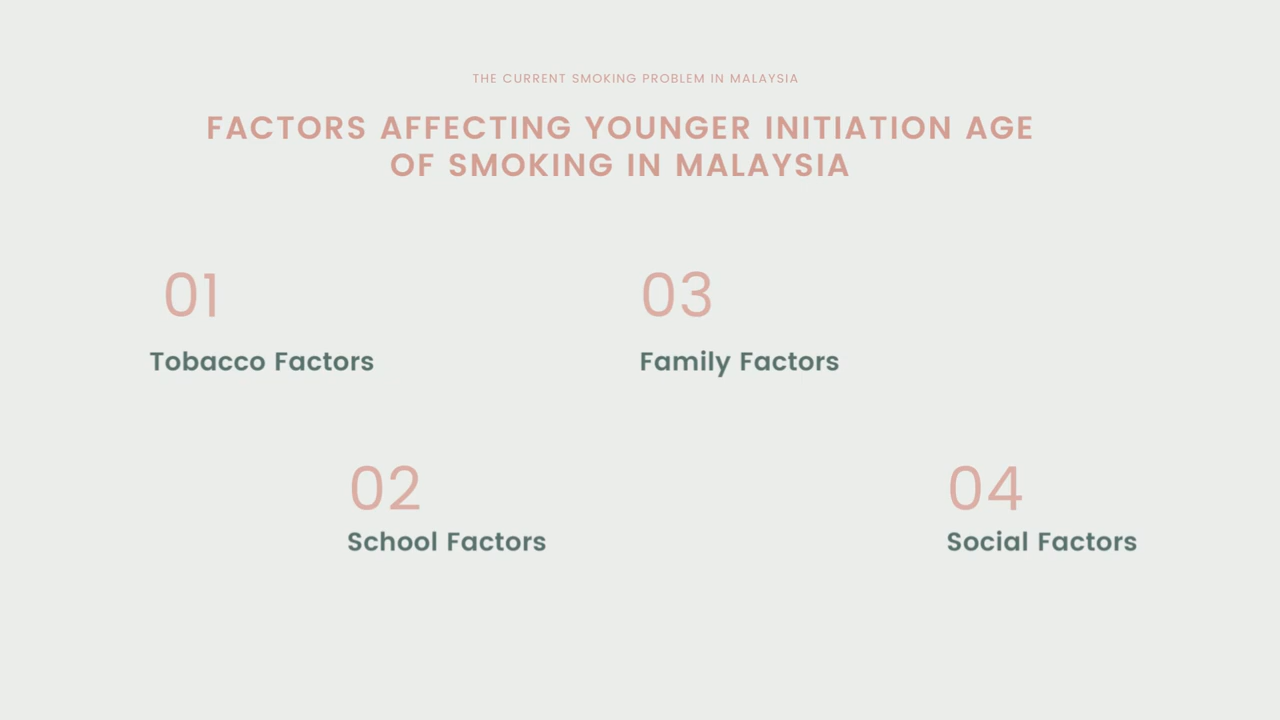 THE CURRENT SMOKING PROBLEM IN MALAYSIA
FACTORS AFFECTING YOUNGER INITIATION AGE
OF SMOKING IN MALAYSIA
01
Tobacco Factors
02
School Factors
03
Family Factors
04
Social Factors